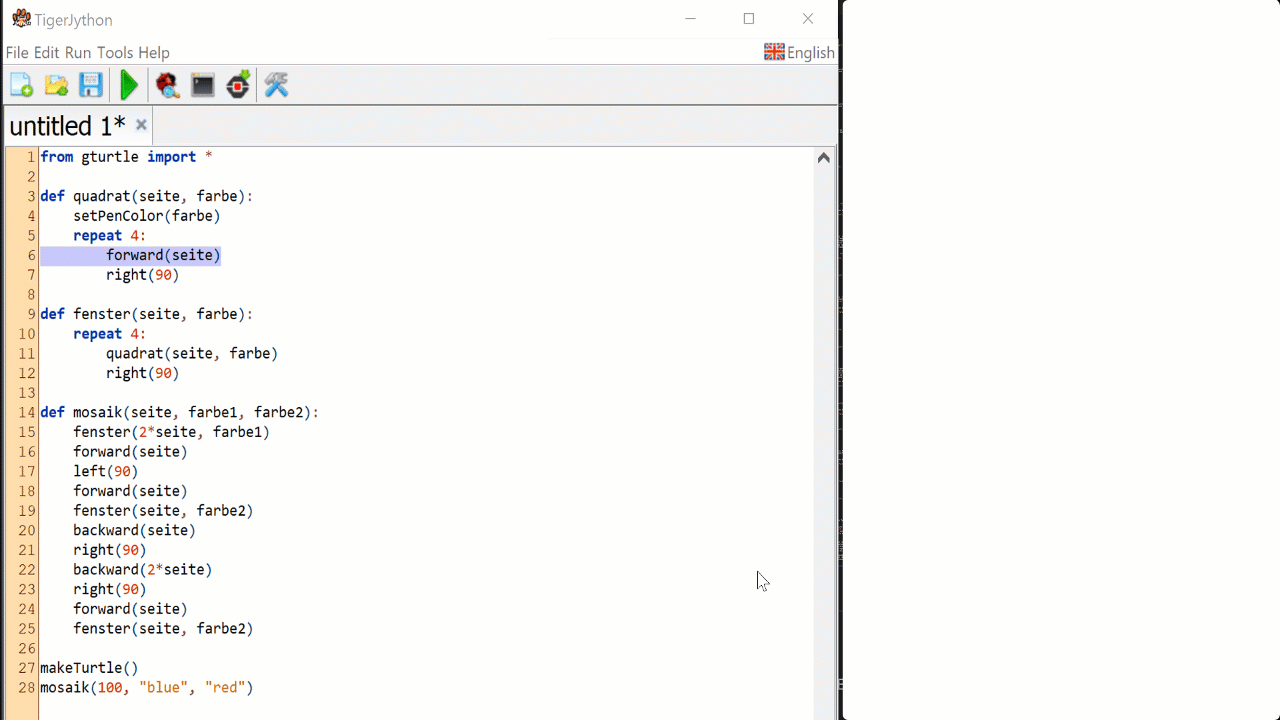 TigerJython
File Edit Run Tools Help English
untitled 1*
1 from gturtle import *
2
3 def quadrat(seite, farbe):
4     setPenColor(farbe)
5     repeat 4:
6         forward(seite)
7         right(90)
8
9 def fenster(seite, farbe):
10     repeat 4:
11         quadrat(seite, farbe)
12         right(90)
13
14 def mosaik(seite, farbe1, farbe2):
15     fenster(2*seite, farbe1)
16     forward(seite)
17     left(90)
18     forward(seite)
19     fenster(seite, farbe2)
20     backward(seite)
21     right(90)
22     backward(2*seite)
23     right(90)
24     forward(seite)
25     fenster(seite, farbe2)
26
27 makeTurtle()
28 mosaik(100, "blue", "red")